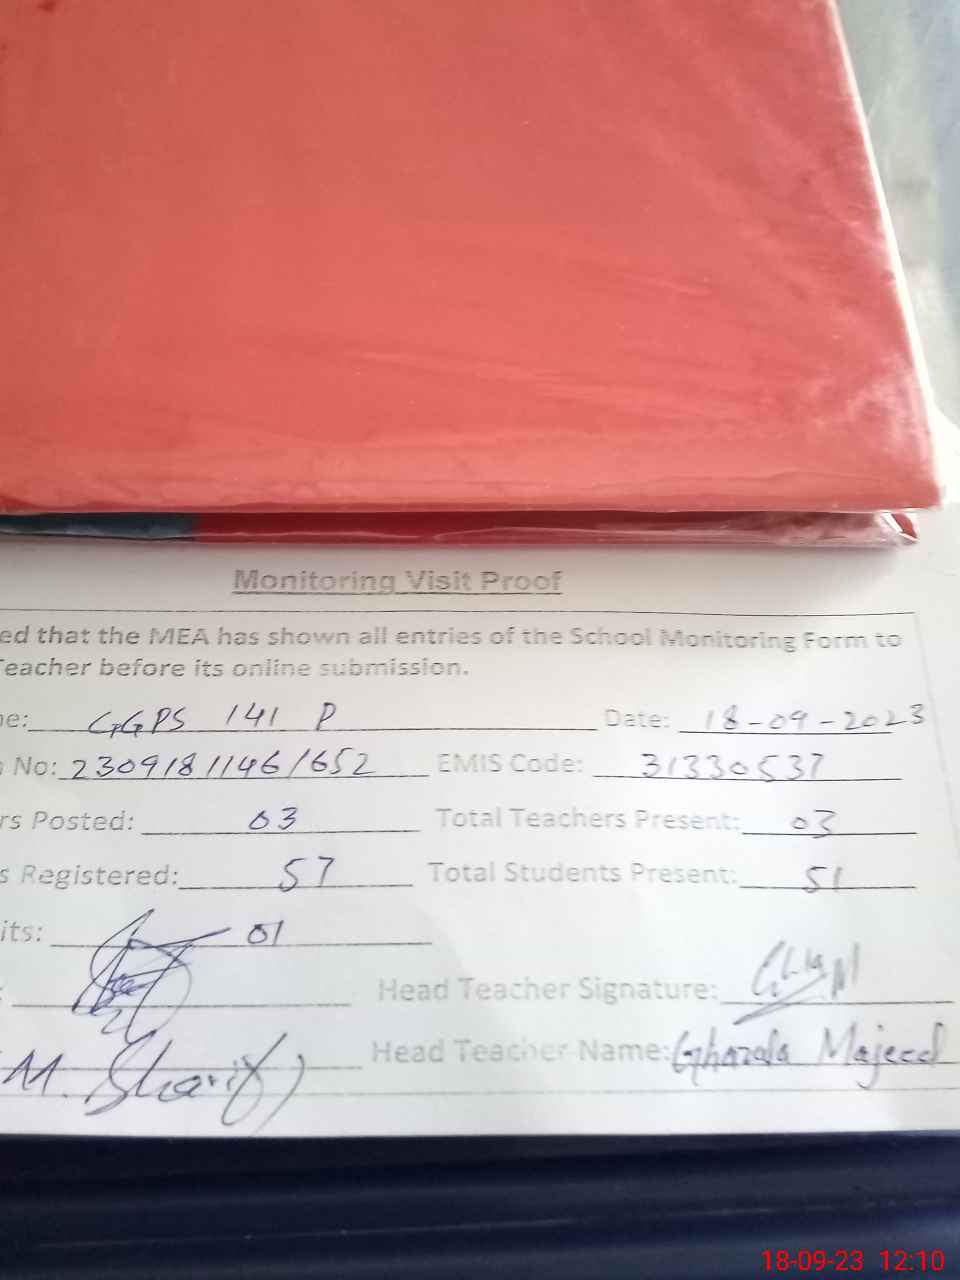 Monitoring Visit Proof
ed that the MEA has shown all entries of the School Monitoring Form to
Teacher before its online submission.
e: GGPS 141 P Date: 18-09-2023
No: 23091811461652 EMIS Code: 31330537
rs Posted: 03 Total Teachers Present: 03
s Registered: 57 Total Students Present: 51
its: 01
: Head Teacher Signature:
M. Sharif Head Teacher Name: Ghazala Majeed
18-09-23 12:10